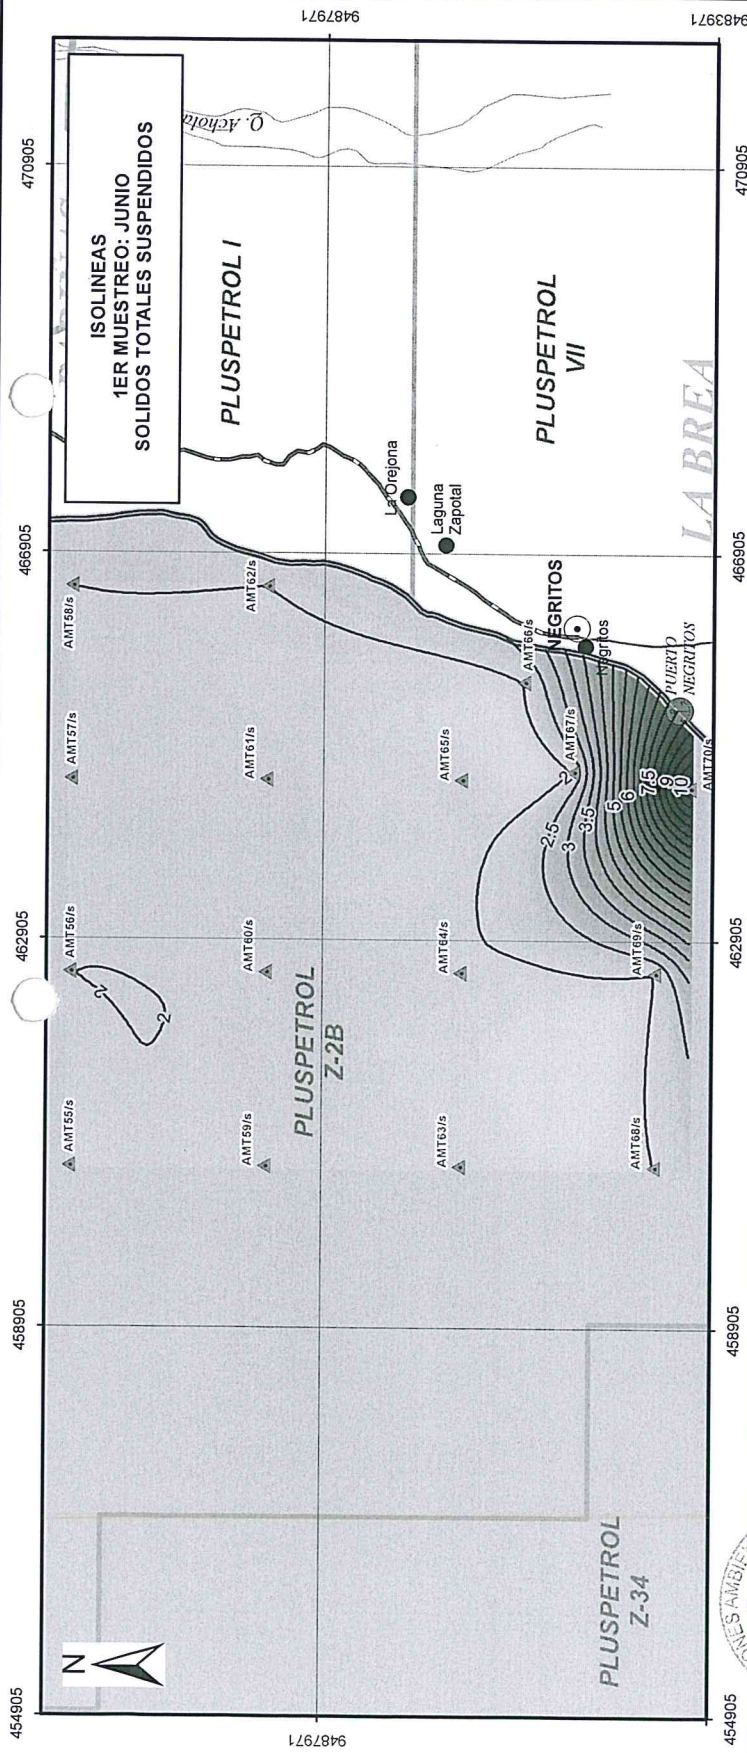 ISOLINEAS
1ER MUESTREO: JUNIO
SOLIDOS TOTALES SUSPENDIDOS
454905
458905
462905
466905
470905
9487971
9487971
9483971
N
Q. Achola
PLUSPETROL I
PLUSPETROL
VII
LA BREA
La Orejona
Laguna
Zapotal
NEGRITOS
Negritos
PUERTO
NEGRITOS
PLUSPETROL
Z-2B
PLUSPETROL
Z-34
AMT55/s
AMT56/s
AMT57/s
AMT58/s
AMT59/s
AMT60/s
AMT61/s
AMT62/s
AMT63/s
AMT64/s
AMT65/s
AMT66/s
AMT67/s
AMT68/s
AMT69/s
AMT70/s
2
2
2
2.5
3
3.5
5
6
7.5
9
10
454905
458905
462905
466905
470905